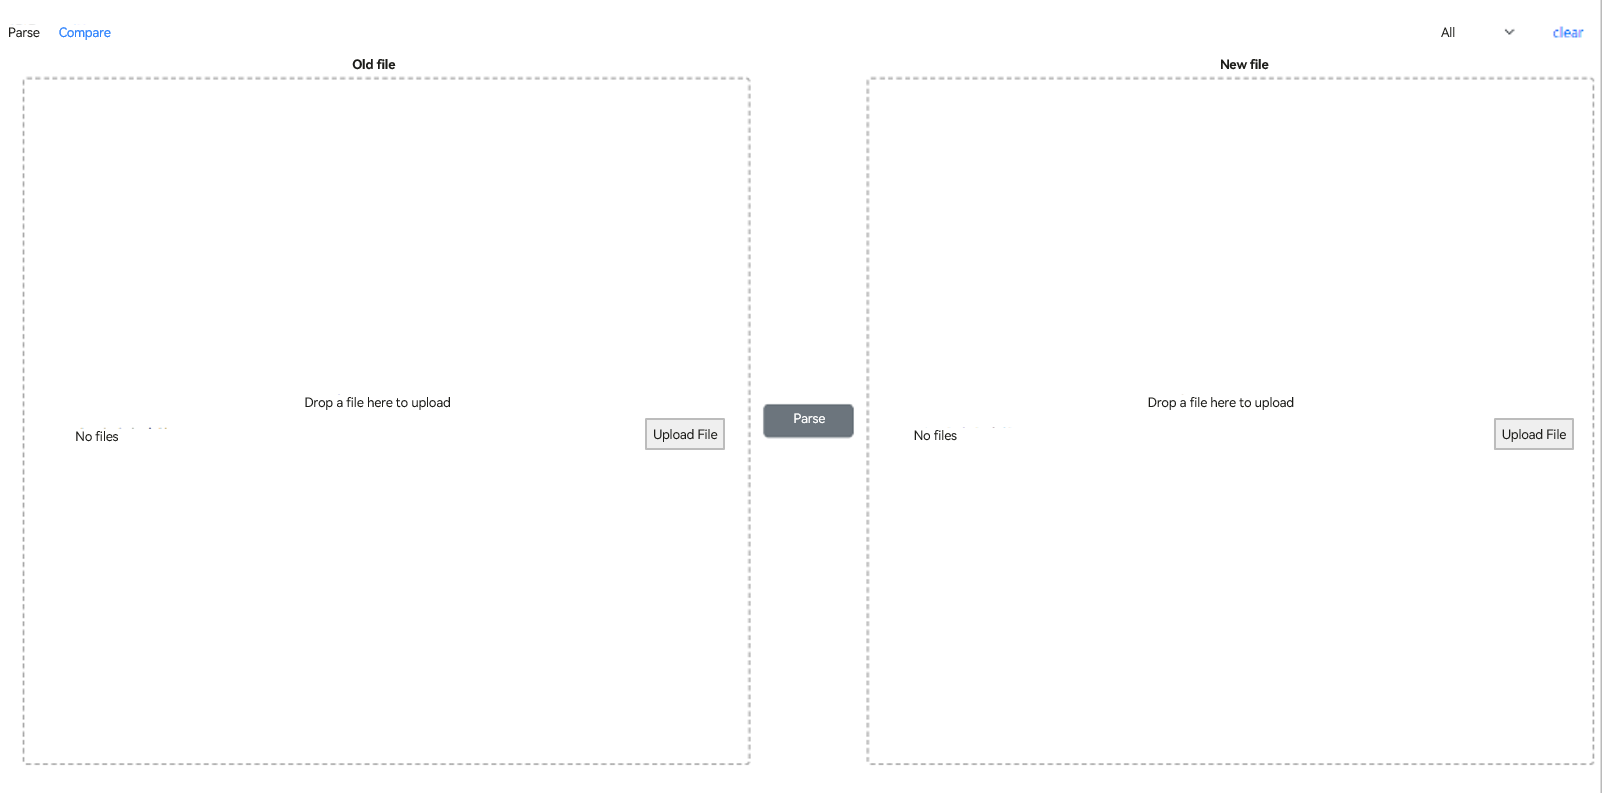 Parse Compare All clear
Old file New file
Drop a file here to upload
No files Upload File
Parse
Drop a file here to upload
No files Upload File